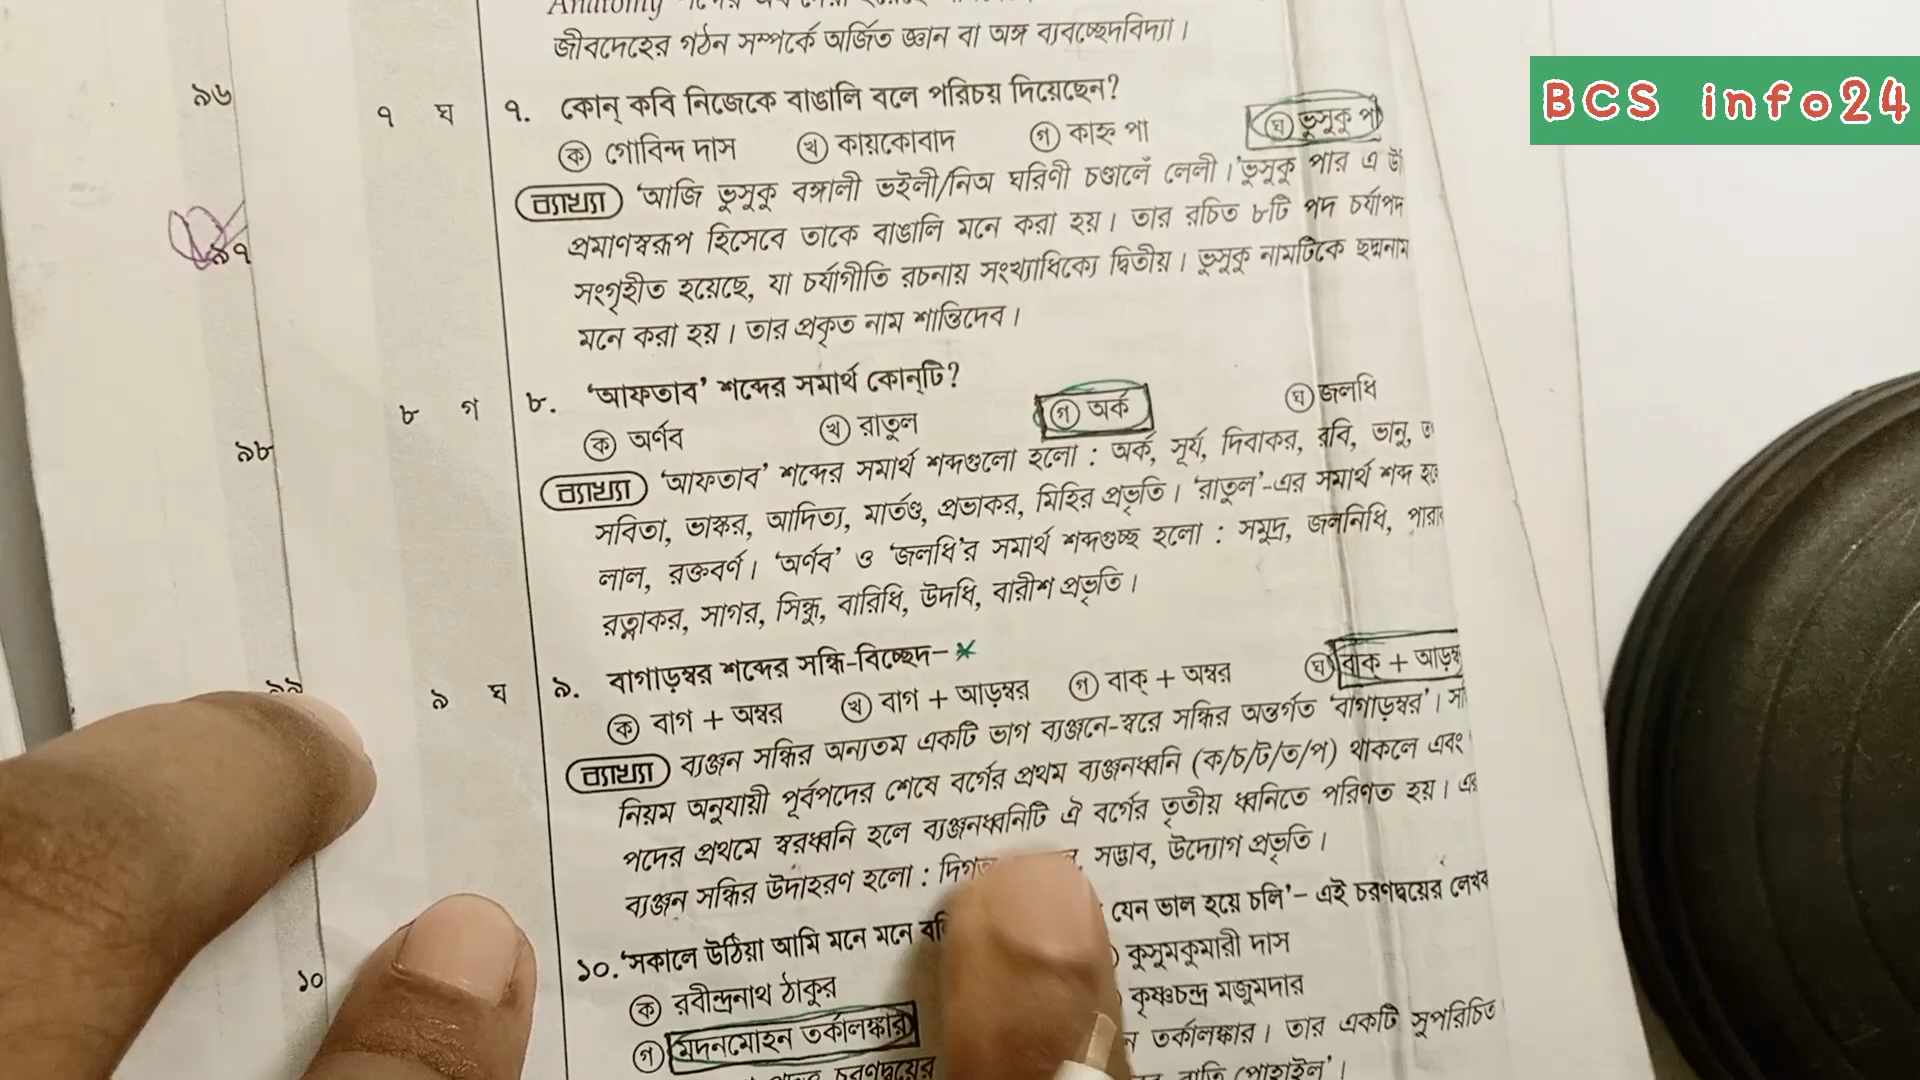 জীবদেহের গঠন সম্পর্কে অর্জিত জ্ঞান বা অঙ্গ ব্যবচ্ছেদবিদ্যা।
BCS info24
৯৬
৭ ঘ ৭. কোন্ কবি নিজেকে বাঙালি বলে পরিচয় দিয়েছেন?
ক গোবিন্দ দাস খ কায়কোবাদ গ কাহ্ন পা ঘ ভুসুকু পা
ব্যাখ্যা 'আজি ভুসুকু বঙ্গালী ভইলী/নিঅ ঘরিণী চণ্ডালেঁ লেলী। ভুসুকু পার এ
৯৭ প্রমাণস্বরূপ হিসেবে তাকে বাঙালি মনে করা হয়। তার রচিত ৮টি পদ চর্যাপদ
সংগৃহীত হয়েছে, যা চর্যাগীতি রচনায় সংখ্যাধিক্যে দ্বিতীয়। ভুসুকু নামটিকে ছদ্মনাম
মনে করা হয়। তার প্রকৃত নাম শান্তিদেব।
৮ গ ৮. 'আফতাব' শব্দের সমার্থ কোন্‌টি?
৯৮ ক অর্ণব খ রাতুল গ অর্ক ঘ জলধি
ব্যাখ্যা 'আফতাব' শব্দের সমার্থ শব্দগুলো হলো : অর্ক, সূর্য, দিবাকর, রবি, ভানু,
সবিতা, ভাস্কর, আদিত্য, মার্তণ্ড, প্রভাকর, মিহির প্রভৃতি। 'রাতুল'-এর সমার্থ শব্দ
লাল, রক্তবর্ণ। 'অর্ণব' ও 'জলধি'র সমার্থ শব্দগুচ্ছ হলো : সমুদ্র, জলনিধি,
রত্নাকর, সাগর, সিন্ধু, বারিধি, উদধি, বারীশ প্রভৃতি।
৯ ঘ ৯. বাগাড়ম্বর শব্দের সন্ধি-বিচ্ছেদ–
ক বাগ + অম্বর খ বাগ + আড়ম্বর গ বাক্ + অম্বর ঘ বাক্ +
ব্যাখ্যা ব্যঞ্জন সন্ধির অন্যতম একটি ভাগ ব্যঞ্জনে-স্বরে সন্ধির অন্তর্গত 'বাগাড়ম্বর'।
নিয়ম অনুযায়ী পূর্বপদের শেষে বর্গের প্রথম ব্যঞ্জনধ্বনি (ক/চ/ট/ত/প) থাকলে এবং
পদের প্রথমে স্বরধ্বনি হলে ব্যঞ্জনধ্বনিটি ঐ বর্গের তৃতীয় ধ্বনিতে পরিণত হয়।
ব্যঞ্জন সন্ধির উদাহরণ হলো : সদ্ভাব, উদ্যোগ প্রভৃতি।
১০ ১০. 'সকালে উঠিয়া আমি মনে মনে যেন ভাল হয়ে চলি'– এই চরণদ্বয়ের
ক রবীন্দ্রনাথ ঠাকুর কুসুমকুমারী দাস
গ মদনমোহন তর্কালঙ্কার কৃষ্ণচন্দ্র মজুমদার
তর্কালঙ্কার। তার একটি সুপরিচিত
চরণদ্বয়ের রাতি পোহাইল'।